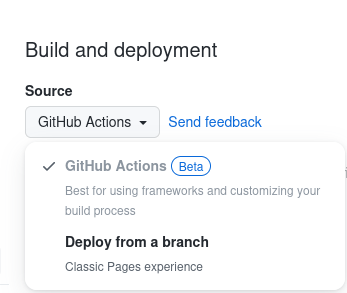 Build and deployment
Source
GitHub Actions Send feedback
GitHub Actions Beta
Best for using frameworks and customizing your
build process
Deploy from a branch
Classic Pages experience